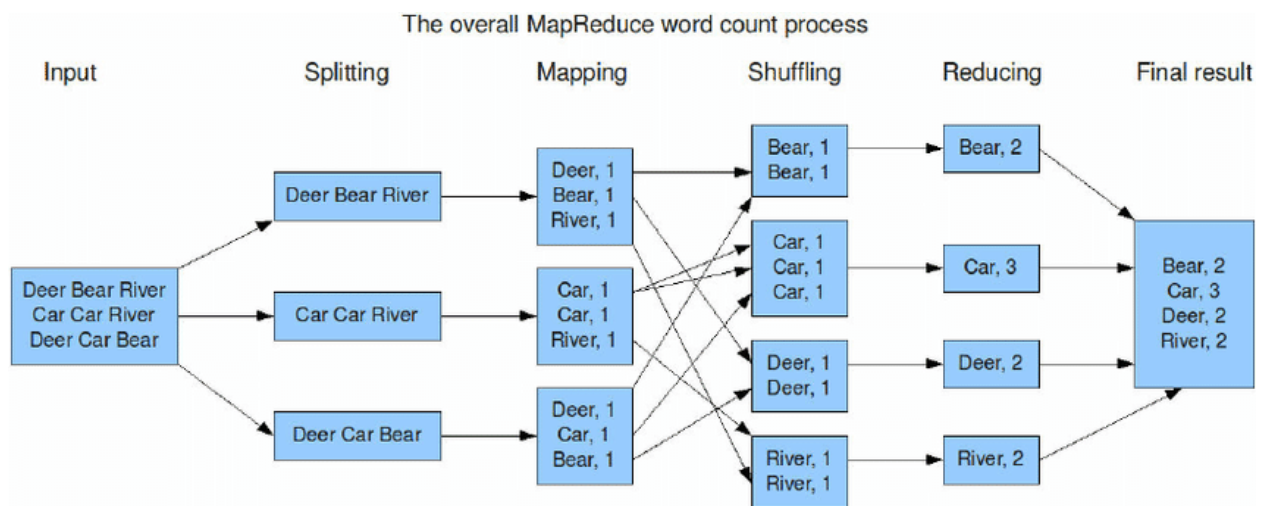 The overall MapReduce word count process
Input
Splitting
Mapping
Shuffling
Reducing
Final result
Deer Bear River
Car Car River
Deer Car Bear
Deer Bear River
Car Car River
Deer Car Bear
Deer, 1
Bear, 1
River, 1
Car, 1
Car, 1
River, 1
Deer, 1
Car, 1
Bear, 1
Bear, 1
Bear, 1
Car, 1
Car, 1
Car, 1
Deer, 1
Deer, 1
River, 1
River, 1
Bear, 2
Car, 3
Deer, 2
River, 2
Bear, 2
Car, 3
Deer, 2
River, 2